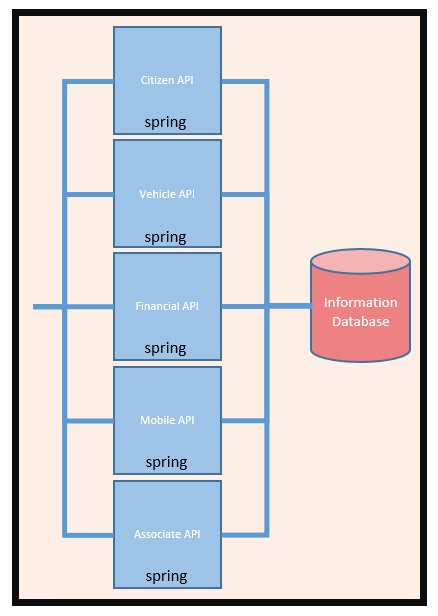 Citizen API
spring
Vehicle API
spring
Financial API
spring
Mobile API
spring
Associate API
spring
Information
Database